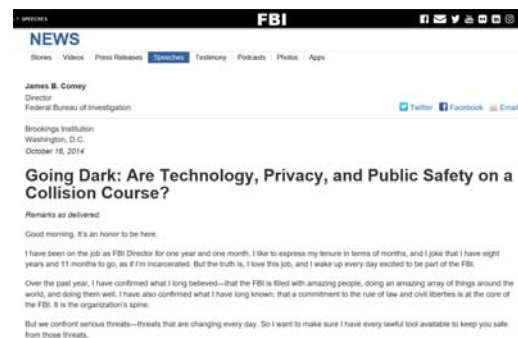 SPEECHES
FBI
NEWS
Stories Videos Press Releases Speeches Testimony Podcasts Photos Apps
James B. Comey
Director
Federal Bureau of Investigation
Twitter Facebook Email
Brookings Institution
Washington, D.C.
October 16, 2014
Going Dark: Are Technology, Privacy, and Public Safety on a
Collision Course?
Remarks as delivered.
Good morning. It's an honor to be here.
I have been on the job as FBI Director for one year and one month. I like to express my tenure in terms of months, and I joke that I have eight
years and 11 months to go, as if I'm incarcerated. But the truth is, I love this job, and I wake up every day excited to be part of the FBI.
Over the past year, I have confirmed what I long believed—that the FBI is filled with amazing people, doing an amazing array of things around the
world, and doing them well. I have also confirmed what I have long known: that a commitment to the rule of law and civil liberties is at the core of
the FBI. It is the organization's spine.
But we confront serious threats—threats that are changing every day. So I want to make sure I have every lawful tool available to keep you safe
from those threats.